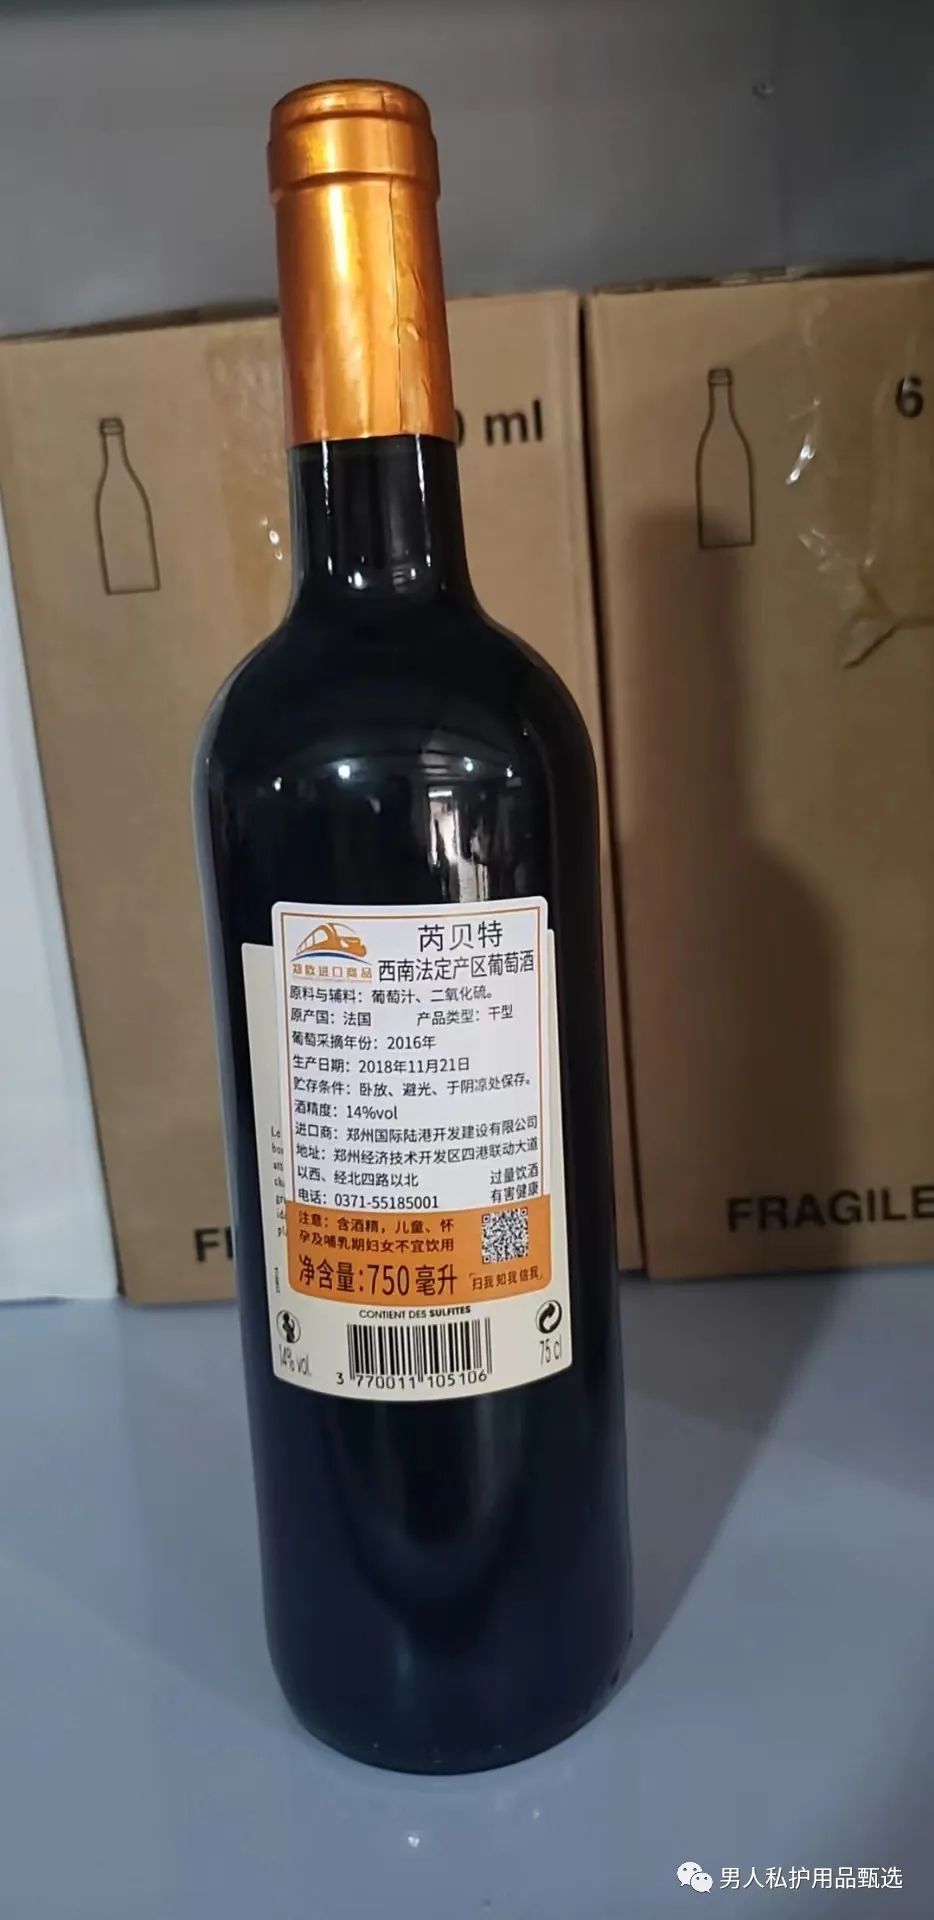 ml
6
芮贝特
郑欧进口商品
西南法定产区葡萄酒
原料与辅料：葡萄汁、二氧化硫。
原产国：法国 产品类型：干型
葡萄采摘年份：2016年
生产日期：2018年11月21日
贮存条件：卧放、避光、于阴凉处保存。
酒精度：14%vol
进口商：郑州国际陆港开发建设有限公司
地址：郑州经济技术开发区四港联动大道
以西、经北四路以北
电话：0371-55185001
过量饮酒
有害健康
注意：含酒精，儿童、怀
孕及哺乳期妇女不宜饮用
净含量：750毫升
「扫我 知我 信我」
CONTIENT DES SULFITES
14% vol.
75 cl
3 770011 105106
FRAGILE
男人私护用品甄选